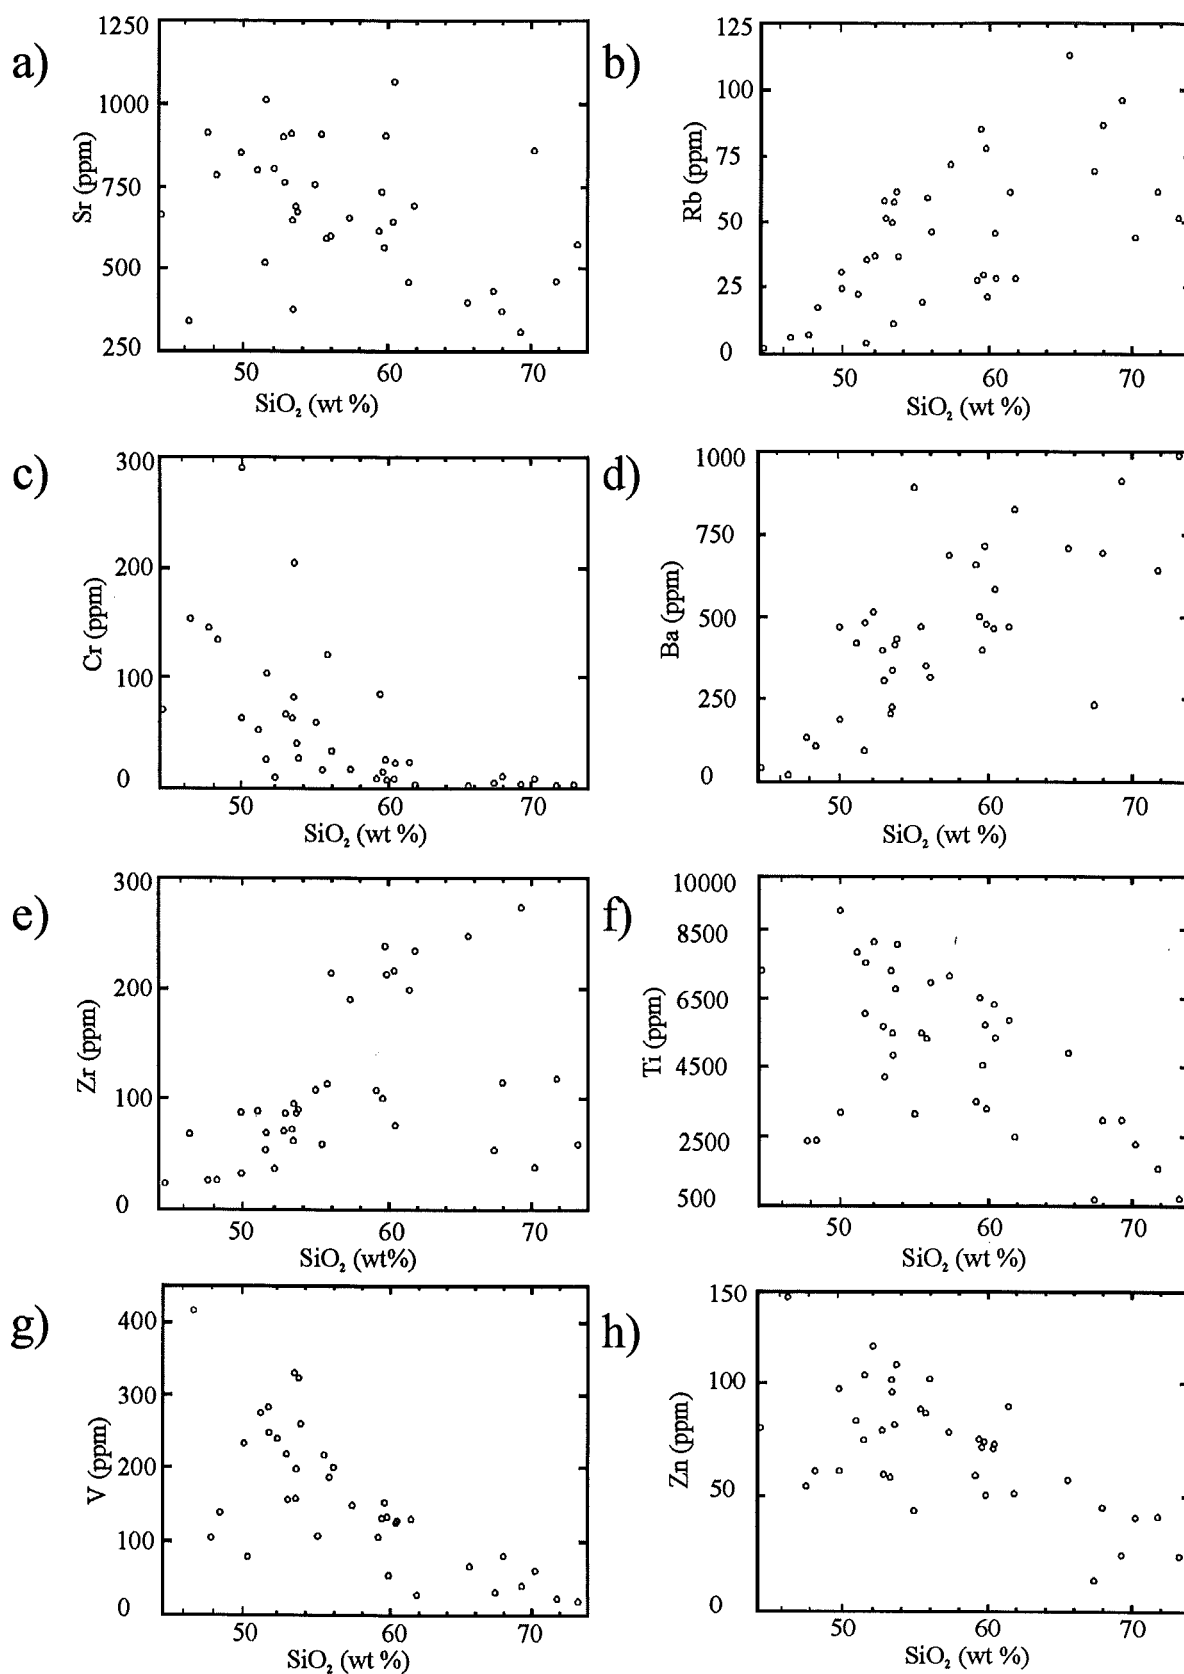 a)
Sr (ppm)
1250
1000
750
500
250
50 60 70
SiO₂ (wt %)
b)
Rb (ppm)
125
100
75
50
25
0
50 60 70
SiO₂ (wt %)
c)
Cr (ppm)
300
200
100
0
50 60 70
SiO₂ (wt %)
d)
Ba (ppm)
1000
750
500
250
0
50 60 70
SiO₂ (wt %)
e)
Zr (ppm)
300
200
100
0
50 60 70
SiO₂ (wt%)
f)
Ti (ppm)
10000
8500
6500
4500
2500
500
50 60 70
SiO₂ (wt %)
g)
V (ppm)
400
300
200
100
0
50 60 70
SiO₂ (wt %)
h)
Zn (ppm)
150
100
50
0
50 60 70
SiO₂ (wt %)